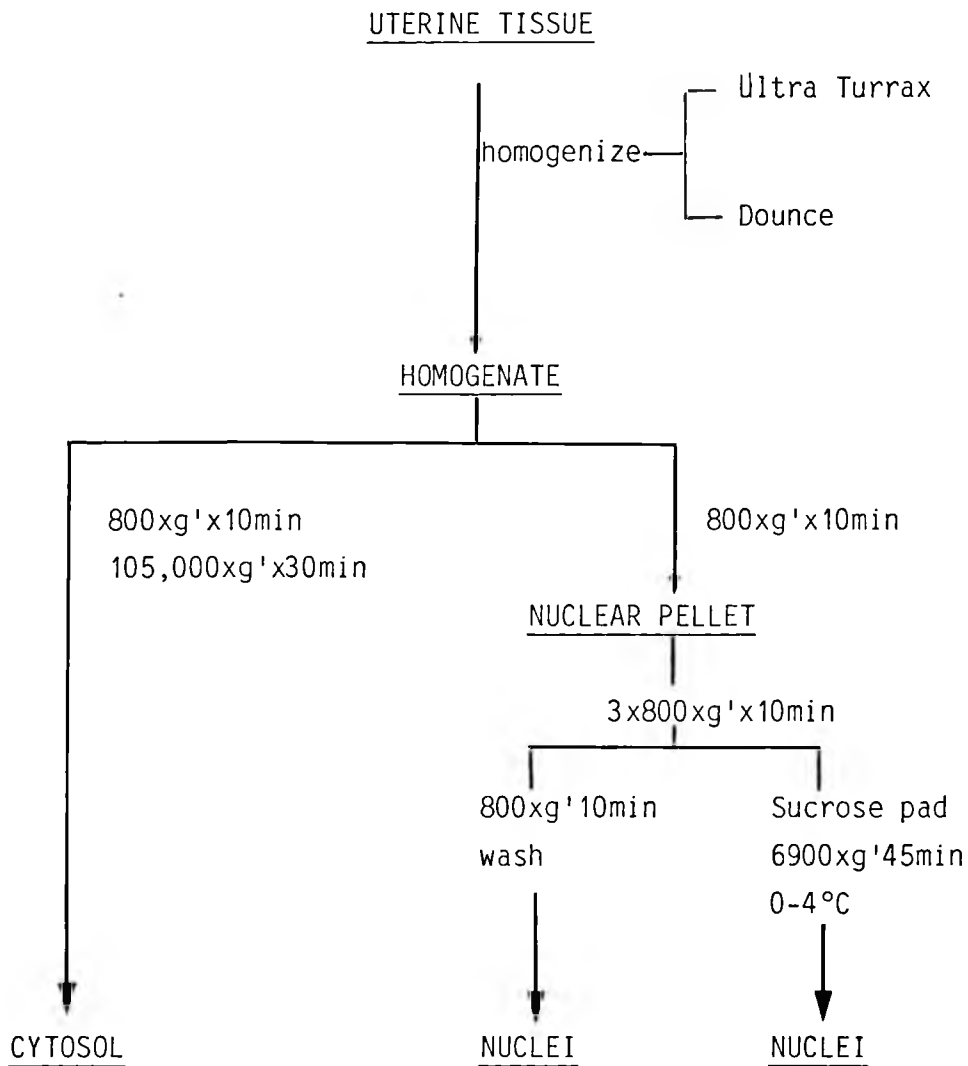 UTERINE TISSUE
Ultra Turrax
homogenize
Dounce
HOMOGENATE
800xg'x10min
105,000xg'x30min
800xg'x10min
NUCLEAR PELLET
3x800xg'x10min
800xg'10min
wash
Sucrose pad
6900xg'45min
0-4°C
CYTOSOL
NUCLEI
NUCLEI